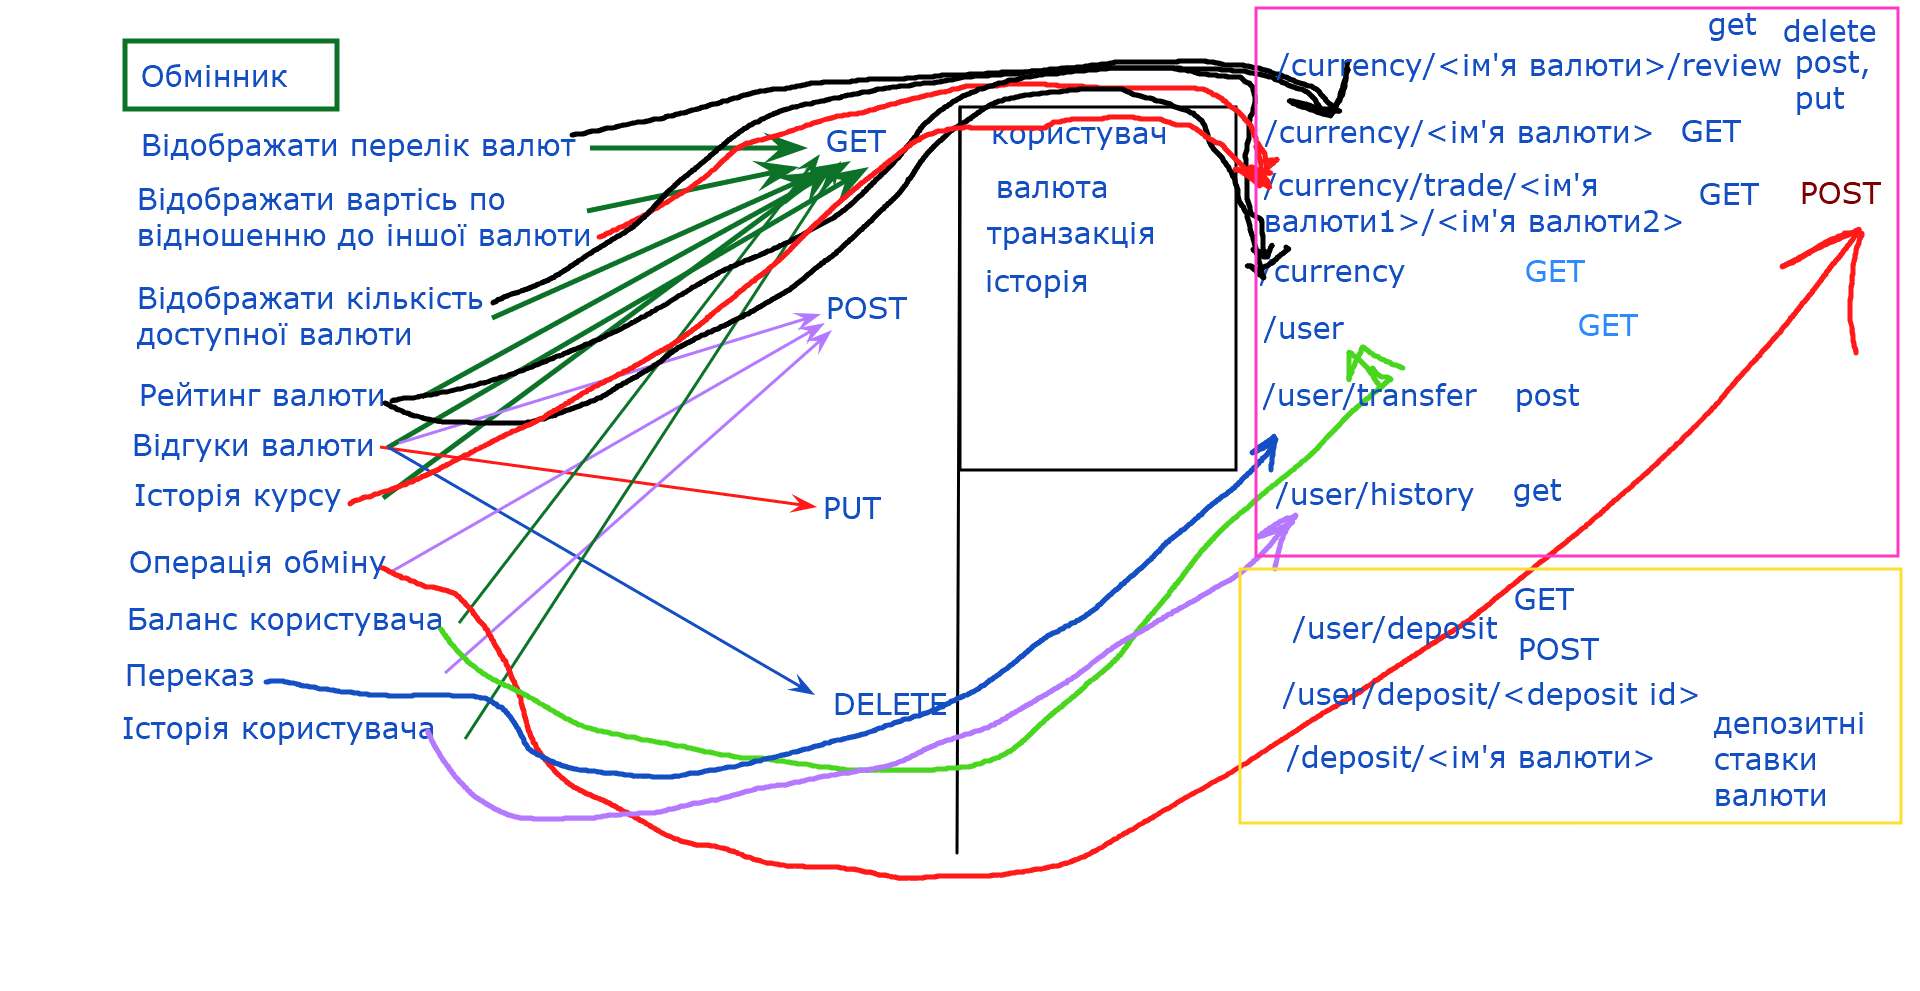 Обмінник
Відображати перелік валют
Відображати вартісь по
відношенню до іншої валюти
Відображати кількість
доступної валюти
Рейтинг валюти
Відгуки валюти
Історія курсу
Операція обміну
Баланс користувача
Переказ
Історія користувача
GET
POST
PUT
DELETE
користувач
валюта
транзакція
історія
get
delete
/currency/<ім'я валюти>/review
post,
put
/currency/<ім'я валюти>
GET
/currency/trade/<ім'я
валюти1>/<ім'я валюти2>
GET
POST
/currency
GET
/user
GET
/user/transfer
post
/user/history
get
/user/deposit
GET
POST
/user/deposit/<deposit id>
/deposit/<ім'я валюти>
депозитні
ставки
валюти